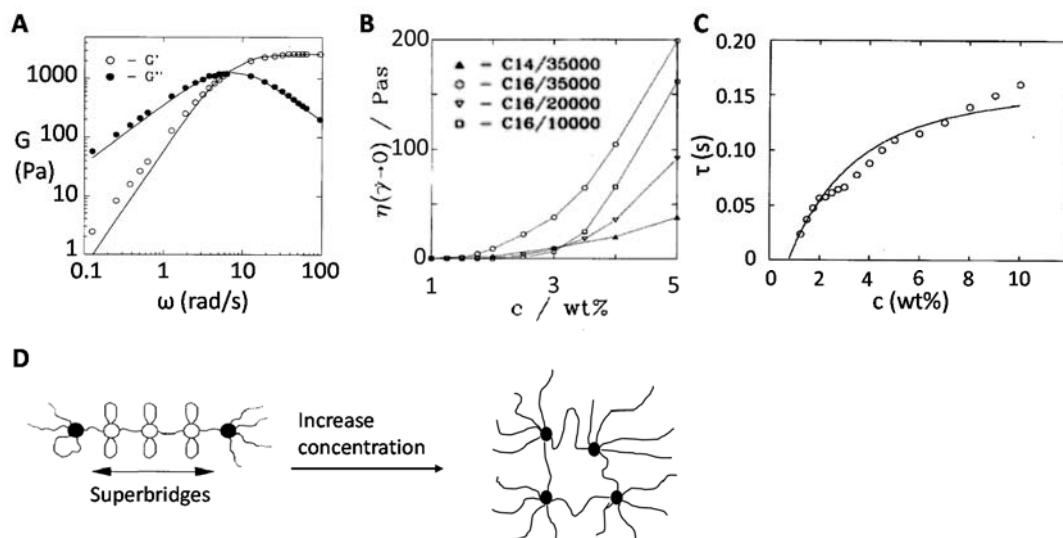 A
○ – G'
● – G''
1000
100
10
1
G
(Pa)
0.1
1
10
100
ω (rad/s)
B
200
100
0
η(γ̇→0) / Pas
▲ – C14/35000
○ – C16/35000
▽ – C16/20000
□ – C16/10000
1
3
5
c / wt%
C
0.20
0.15
0.10
0.05
0
τ (s)
0
2
4
6
8
10
c (wt%)
D
Superbridges
Increase
concentration